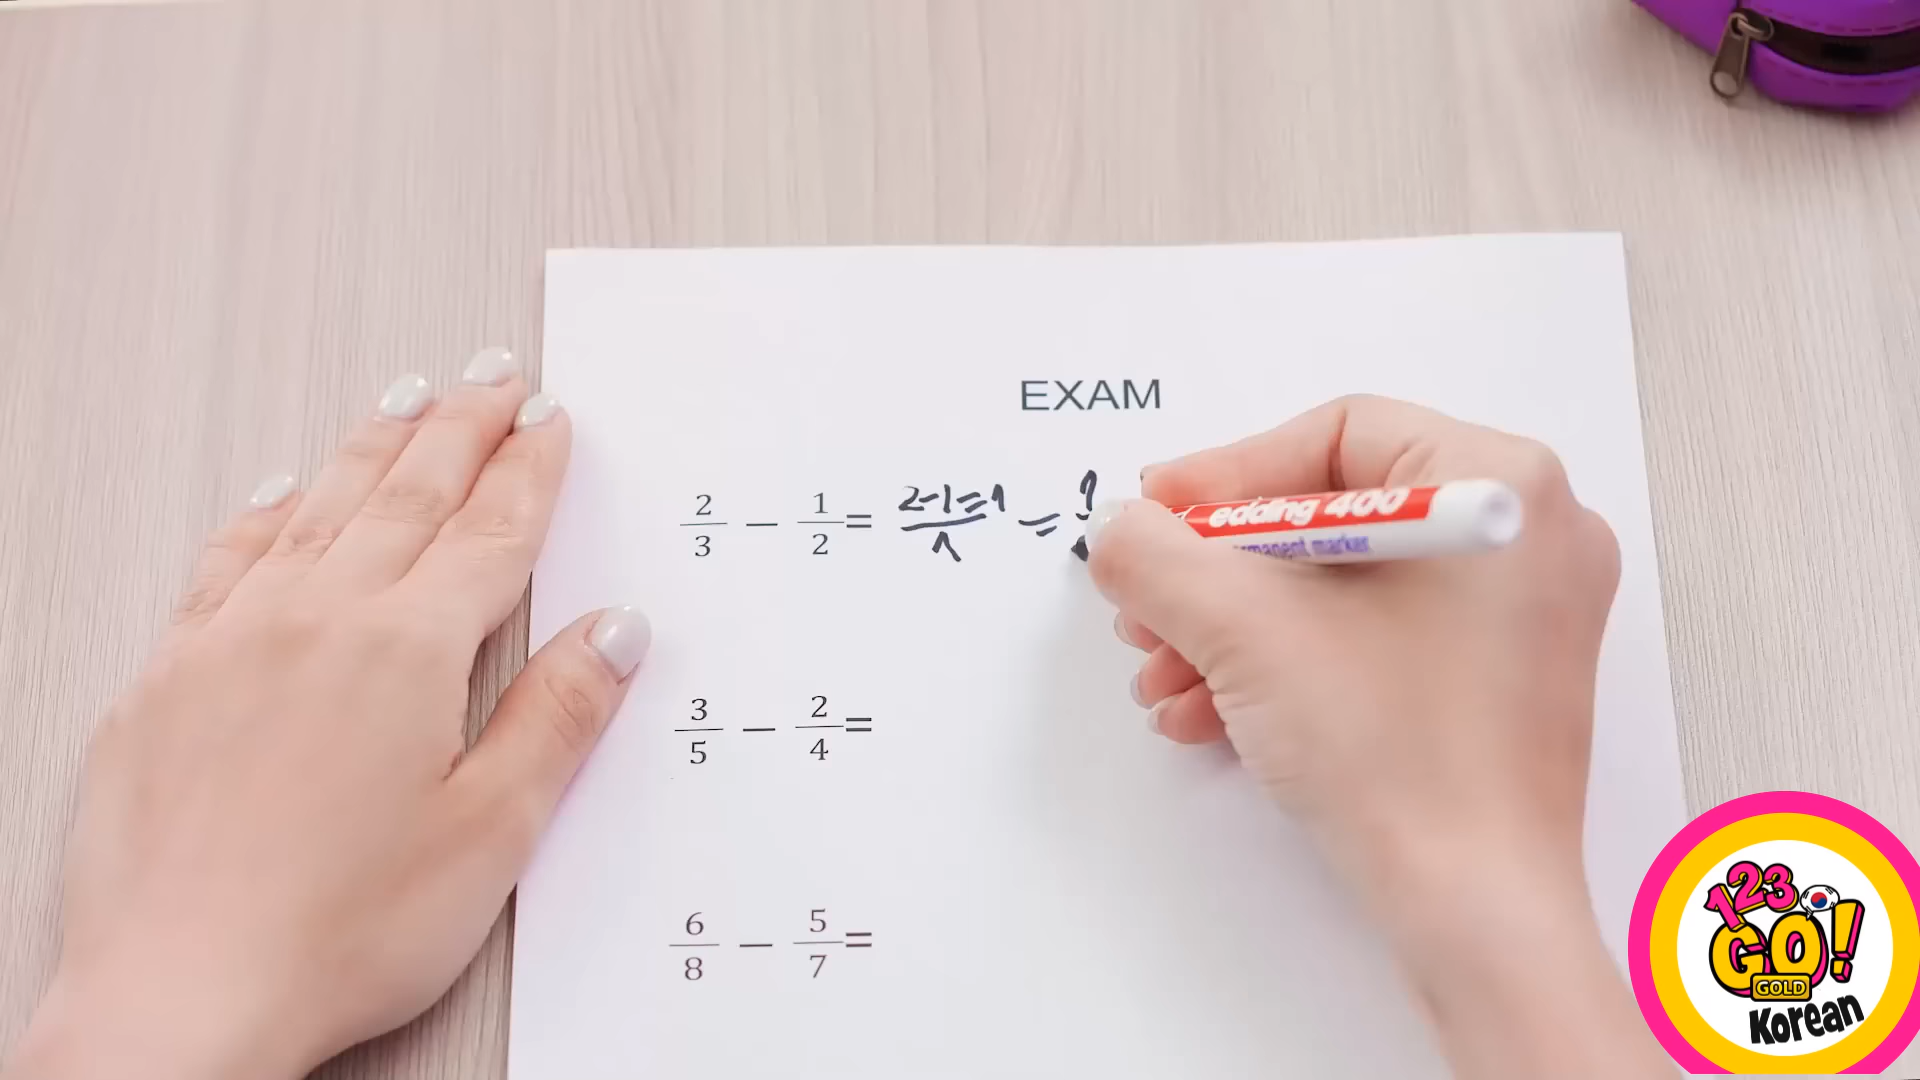 EXAM
2/3 — 1/2 = 2-1=1/1 = 1
3/5 — 2/4 =
6/8 — 5/7 =
edding 400
permanent marker
123
GO!
GOLD
Korean